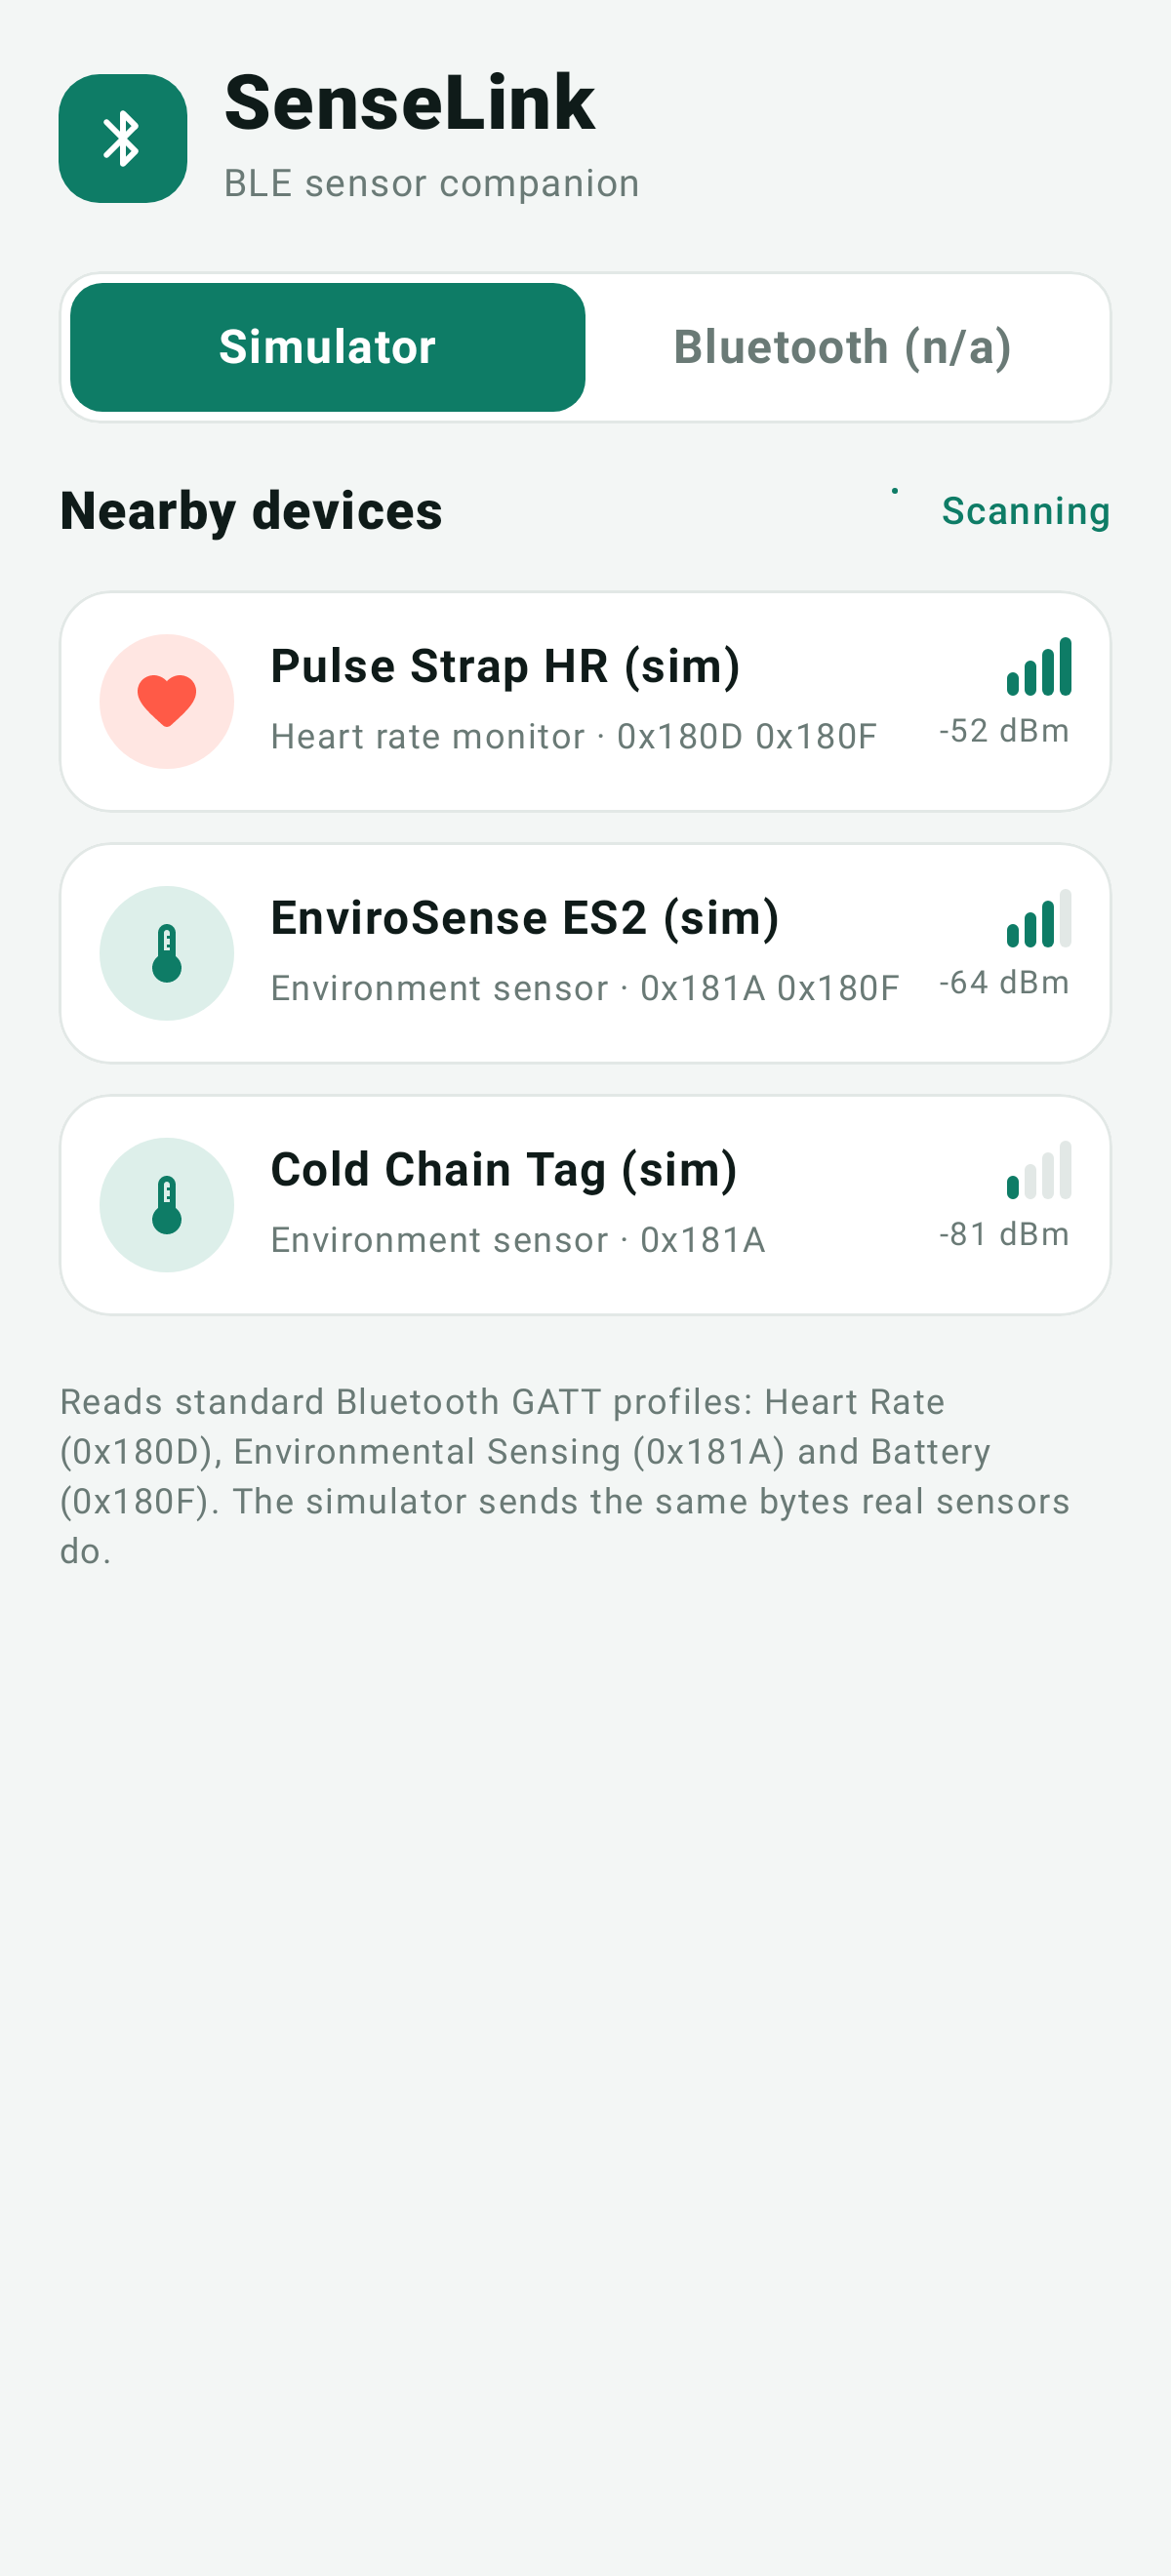 SenseLink
BLE sensor companion
Simulator
Bluetooth (n/a)
Nearby devices
Scanning
Pulse Strap HR (sim)
Heart rate monitor · 0x180D 0x180F
-52 dBm
EnviroSense ES2 (sim)
Environment sensor · 0x181A 0x180F
-64 dBm
Cold Chain Tag (sim)
Environment sensor · 0x181A
-81 dBm
Reads standard Bluetooth GATT profiles: Heart Rate
(0x180D), Environmental Sensing (0x181A) and Battery
(0x180F). The simulator sends the same bytes real sensors
do.